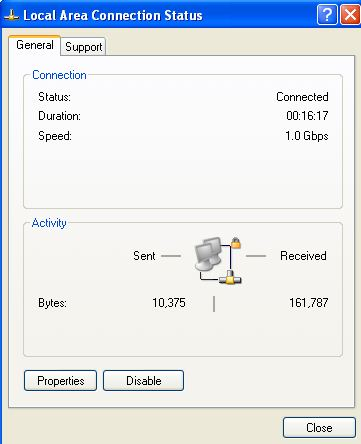 Local Area Connection Status
General Support
Connection
Status: Connected
Duration: 00:16:17
Speed: 1.0 Gbps
Activity
Sent Received
Bytes: 10,375 161,787
Properties Disable
Close